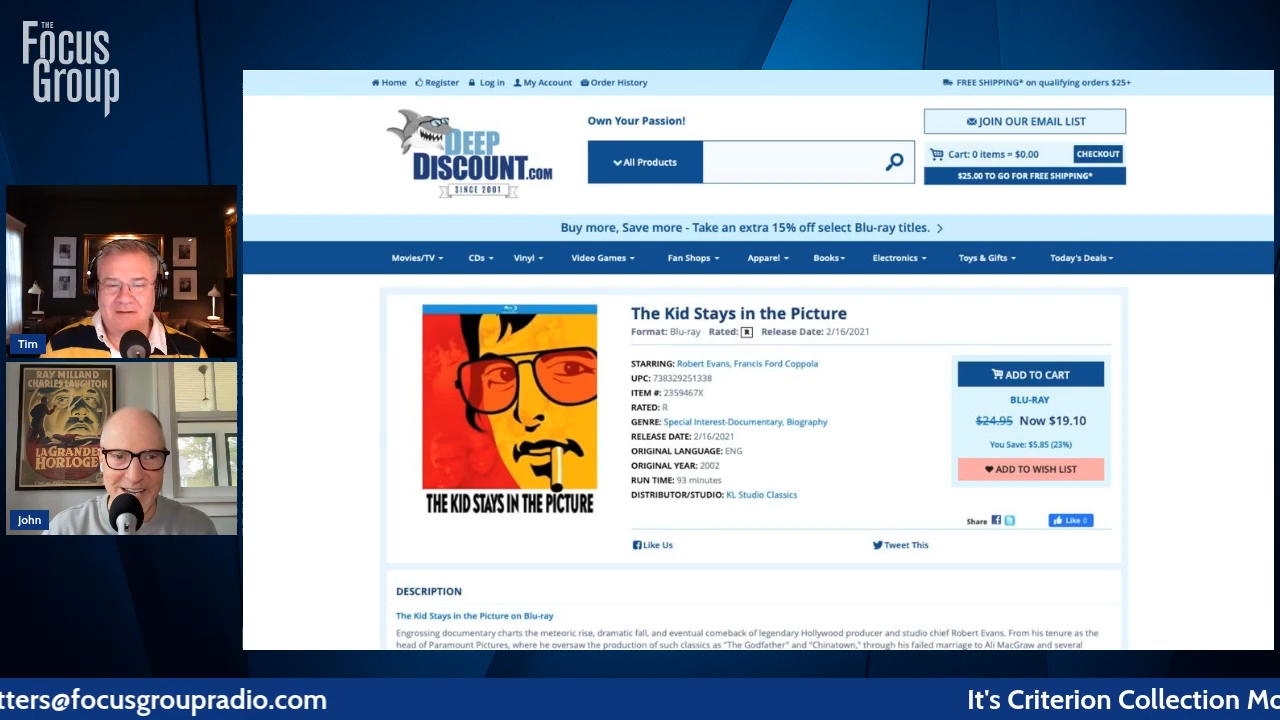 THE
Focus
Group
Home Register Log in My Account Order History
FREE SHIPPING* on qualifying orders $25+
DEEP
DISCOUNT.COM
SINCE 2001
Own Your Passion!
All Products
JOIN OUR EMAIL LIST
Cart: 0 items = $0.00 CHECKOUT
$25.00 TO GO FOR FREE SHIPPING*
Buy more, Save more - Take an extra 15% off select Blu-ray titles.
Movies/TV CDs Vinyl Video Games Fan Shops Apparel Books Electronics Toys & Gifts Today's Deals
THE KID STAYS IN THE PICTURE
The Kid Stays in the Picture
Format: Blu-ray Rated: R Release Date: 2/16/2021
STARRING: Robert Evans, Francis Ford Coppola
UPC: 738329251338
ITEM #: 2359467X
RATED: R
GENRE: Special Interest-Documentary, Biography
RELEASE DATE: 2/16/2021
ORIGINAL LANGUAGE: ENG
ORIGINAL YEAR: 2002
RUN TIME: 93 minutes
DISTRIBUTOR/STUDIO: KL Studio Classics
ADD TO CART
BLU-RAY
$24.95 Now $19.10
You Save: $5.85 (23%)
ADD TO WISH LIST
Share Like 0
Like Us Tweet This
DESCRIPTION
The Kid Stays in the Picture on Blu-ray
Engrossing documentary charts the meteoric rise, dramatic fall, and eventual comeback of legendary Hollywood producer and studio chief Robert Evans. From his tenure as the
head of Paramount Pictures, where he oversaw the production of such classics as "The Godfather" and "Chinatown," through his failed marriage to Ali MacGraw and several
Tim
RAY MILLAND
CHARLES LAUGHTON
LA GRANDE
HORLOGE
John
tters@focusgroupradio.com
It's Criterion Collection Mo